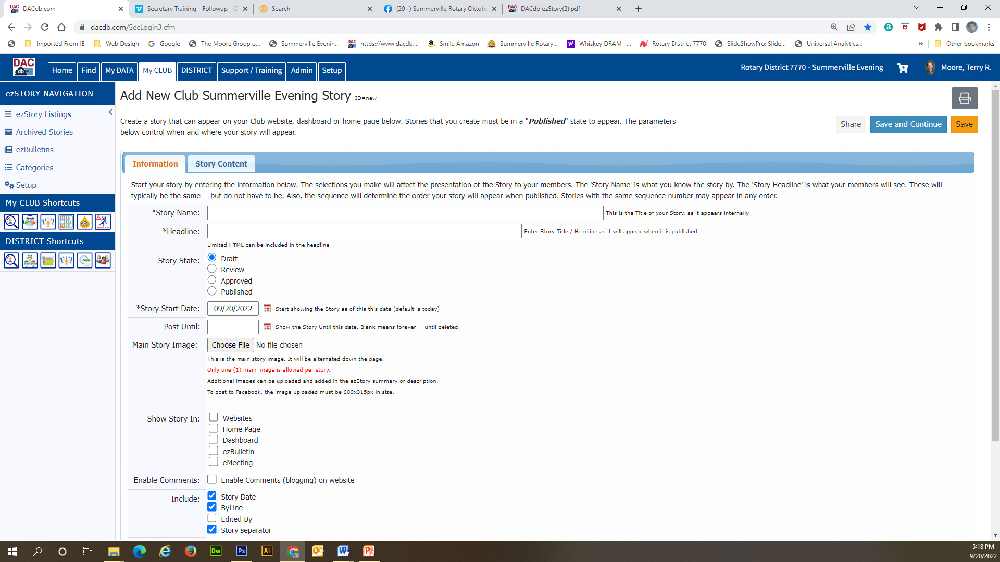 DACdb.com
Secretary Training - Followup - Q
Search
(20+) Summerville Rotary Oktobe
DACdb ezStory(2).pdf
dacdb.com/SecLogin3.cfm
Imported From IE
Web Design
Google
The Moore Group o...
Summerville Evenin...
https://www.dacdb....
Smile Amazon
Summerville Rotary...
Whiskey DRAM –...
Rotary District 7770
SlideShowPro: Slide...
Universal Analytics...
»
Other bookmarks
DAC
db
Home
Find
My DATA
My CLUB
DISTRICT
Support / Training
Admin
Setup
Rotary District 7770 - Summerville Evening
Moore, Terry R.
ezSTORY NAVIGATION
ezStory Listings
Archived Stories
ezBulletins
Categories
Setup
My CLUB Shortcuts
DISTRICT Shortcuts
Add New Club Summerville Evening Story ID=new
Create a story that can appear on your Club website, dashboard or home page below. Stories that you create must be in a "Published" state to appear. The parameters
below control when and where your story will appear.
Share
Save and Continue
Save
Information
Story Content
Start your story by entering the information below. The selections you make will affect the presentation of the Story to your members. The 'Story Name' is what you know the story by. The 'Story Headline' is what your members will see. These will
typically be the same -- but do not have to be. Also, the sequence will determine the order your story will appear when published. Stories with the same sequence number may appear in any order.
*Story Name:
This is the Title of your Story, as it appears internally
*Headline:
Enter Story Title / Headline as it will appear when it is published
Limited HTML can be included in the headline
Story State:
Draft
Review
Approved
Published
*Story Start Date:
09/20/2022
Start showing the Story as of this this date (default is today)
Post Until:
Show the Story Until this date. Blank means forever -- until deleted.
Main Story Image:
Choose File No file chosen
This is the main story image. It will be alternated down the page.
Only one (1) main image is allowed per story.
Additional images can be uploaded and added in the ezStory summary or description.
To post to Facebook, the image uploaded must be 600x315px in size.
Show Story In:
Websites
Home Page
Dashboard
ezBulletin
eMeeting
Enable Comments:
Enable Comments (blogging) on website
Include:
Story Date
ByLine
Edited By
Story separator
Dw
Ps
Ai
5:18 PM
9/20/2022